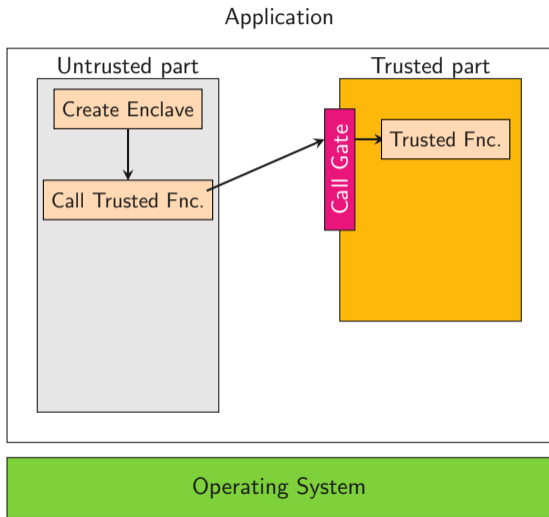 Application
Untrusted part
Trusted part
Create Enclave
Call Trusted Fnc.
Call Gate
Trusted Fnc.
Operating System